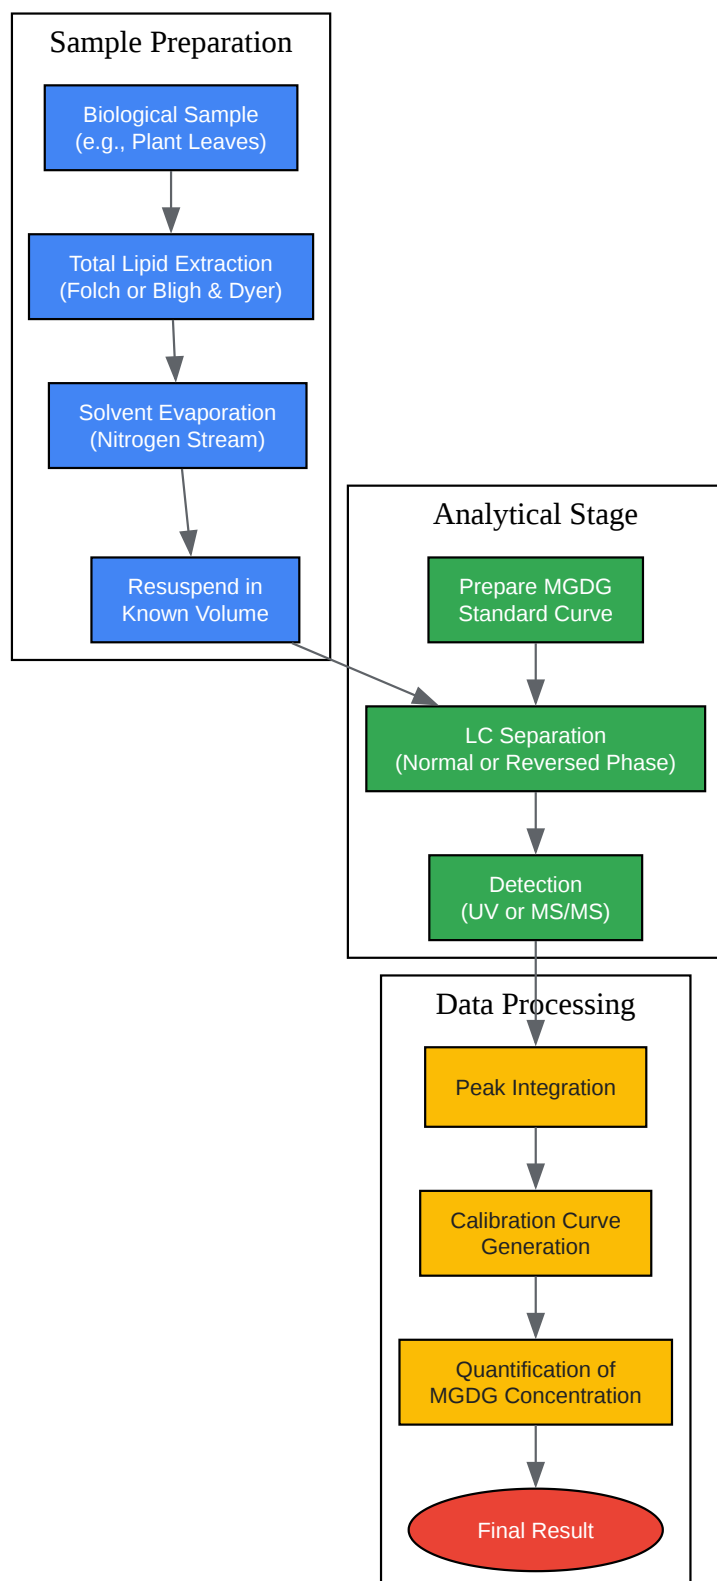 Sample Preparation
Biological Sample
(e.g., Plant Leaves)
Total Lipid Extraction
(Folch or Bligh & Dyer)
Solvent Evaporation
(Nitrogen Stream)
Resuspend in
Known Volume
Analytical Stage
Prepare MGDG
Standard Curve
LC Separation
(Normal or Reversed Phase)
Detection
(UV or MS/MS)
Data Processing
Peak Integration
Calibration Curve
Generation
Quantification of
MGDG Concentration
Final Result